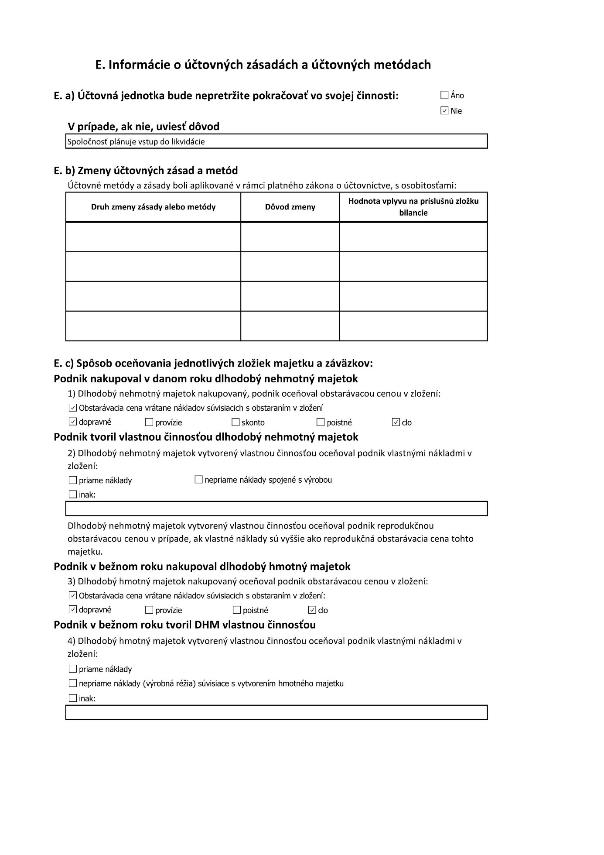 E. Informácie o účtovných zásadách a účtovných metódach
E. a) Účtovná jednotka bude nepretržite pokračovať vo svojej činnosti:
Áno
Nie
V prípade, ak nie, uviesť dôvod
Spoločnosť plánuje vstup do likvidácie
E. b) Zmeny účtovných zásad a metód
Účtovné metódy a zásady boli aplikované v rámci platného zákona o účtovníctve, s osobitosťami:
Druh zmeny zásady alebo metódy
Dôvod zmeny
Hodnota vplyvu na príslušnú zložku
bilancie
E. c) Spôsob oceňovania jednotlivých zložiek majetku a záväzkov:
Podnik nakupoval v danom roku dlhodobý nehmotný majetok
1) Dlhodobý nehmotný majetok nakupovaný, podnik oceňoval obstarávacou cenou v zložení:
Obstarávacia cena vrátane nákladov súvisiacich s obstaraním v zložení
dopravné provízie skonto poistné clo
Podnik tvoril vlastnou činnosťou dlhodobý nehmotný majetok
2) Dlhodobý nehmotný majetok vytvorený vlastnou činnosťou oceňoval podnik vlastnými nákladmi v
zložení:
priame náklady nepriame náklady spojené s výrobou
inak:
Dlhodobý nehmotný majetok vytvorený vlastnou činnosťou oceňoval podnik reprodukčnou
obstarávacou cenou v prípade, ak vlastné náklady sú vyššie ako reprodukčná obstarávacia cena tohto
majetku.
Podnik v bežnom roku nakupoval dlhodobý hmotný majetok
3) Dlhodobý hmotný majetok nakupovaný oceňoval podnik obstarávacou cenou v zložení:
Obstarávacia cena vrátane nákladov súvisiacich s obstaraním v zložení:
dopravné provízie poistné clo
Podnik v bežnom roku tvoril DHM vlastnou činnosťou
4) Dlhodobý hmotný majetok vytvorený vlastnou činnosťou oceňoval podnik vlastnými nákladmi v
zložení:
priame náklady
nepriame náklady (výrobná réžia) súvisiace s vytvorením hmotného majetku
inak: